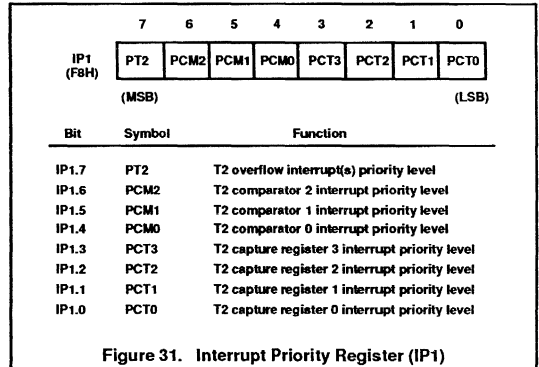 7 6 5 4 3 2 1 0
IP1 PT2 PCM2 PCM1 PCM0 PCT3 PCT2 PCT1 PCT0
(F8H)
(MSB) (LSB)
Bit Symbol Function
IP1.7 PT2 T2 overflow interrupt(s) priority level
IP1.6 PCM2 T2 comparator 2 interrupt priority level
IP1.5 PCM1 T2 comparator 1 interrupt priority level
IP1.4 PCM0 T2 comparator 0 interrupt priority level
IP1.3 PCT3 T2 capture register 3 interrupt priority level
IP1.2 PCT2 T2 capture register 2 interrupt priority level
IP1.1 PCT1 T2 capture register 1 interrupt priority level
IP1.0 PCT0 T2 capture register 0 interrupt priority level
Figure 31. Interrupt Priority Register (IP1)